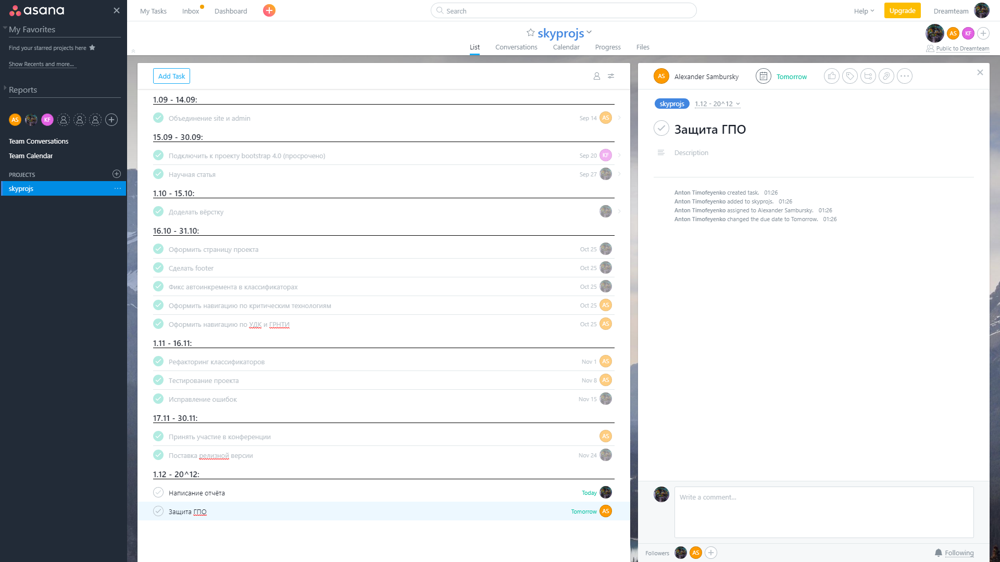 asana
My Favorites
Find your starred projects here
Show Recents and more...
Reports
AS KF
Team Conversations
Team Calendar
PROJECTS
skyprojs
My Tasks Inbox Dashboard
Search
Help Upgrade Dreamteam
skyprojs
List Conversations Calendar Progress Files
AS KF
Public to Dreamteam
Add Task
1.09 - 14.09:
Объединение site и admin Sep 14 AS
15.09 - 30.09:
Подключить к проекту bootstrap 4.0 (просрочено) Sep 20 KF
Научная статья Sep 27
1.10 - 15.10:
Доделать вёрстку
16.10 - 31.10:
Оформить страницу проекта Oct 25
Сделать footer Oct 25
Фикс автоинкремента в классификаторах Oct 25
Оформить навигацию по критическим технологиям Oct 25 AS
Оформить навигацию по УДК и ГРНТИ Oct 25 AS
1.11 - 16.11:
Рефакторинг классификаторов Nov 1 AS
Тестирование проекта Nov 8 AS
Исправление ошибок Nov 15
17.11 - 30.11:
Принять участие в конференции AS
Поставка релизной версии Nov 24
1.12 - 20^12:
Написание отчёта Today
Защита ГПО Tomorrow AS
AS Alexander Sambursky Tomorrow
skyprojs 1.12 - 20^12
Защита ГПО
Description
Anton Timofeyenko created task. 01:26
Anton Timofeyenko added to skyprojs. 01:26
Anton Timofeyenko assigned to Alexander Sambursky. 01:26
Anton Timofeyenko changed the due date to Tomorrow. 01:26
Write a comment...
Followers AS Following